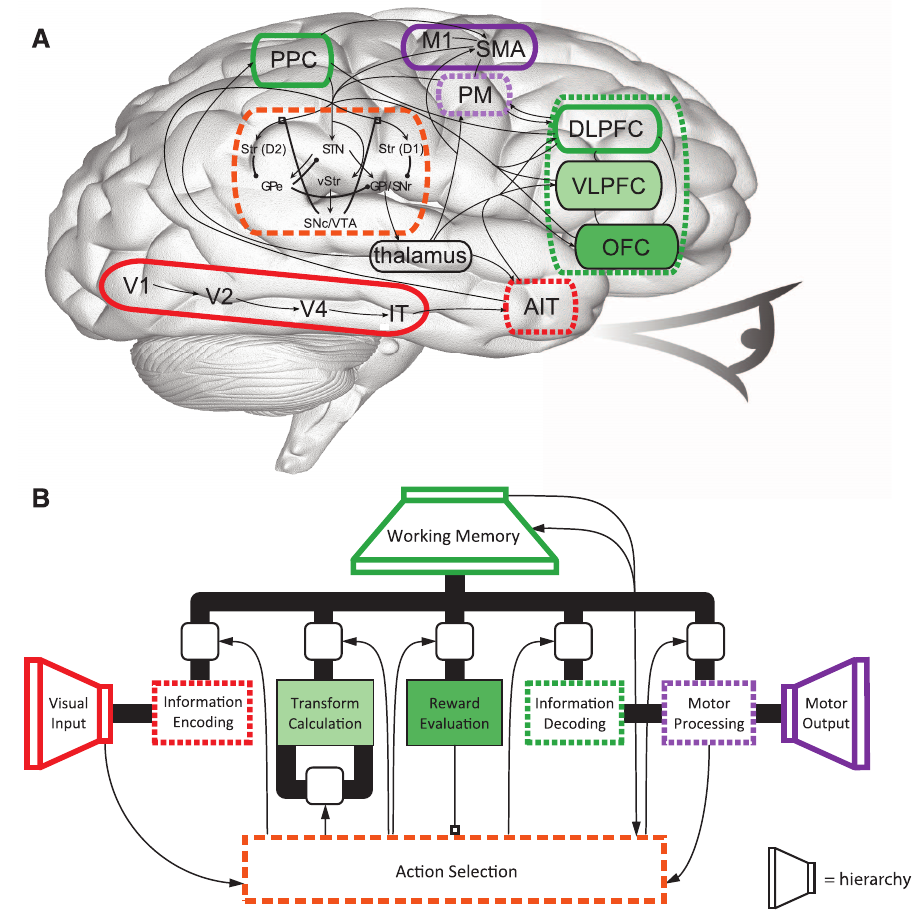 A
PPC
M1
SMA
PM
DLPFC
VLPFC
OFC
Str (D2)
STN
Str (D1)
GPe
vStr
GPi/SNr
SNc/VTA
thalamus
V1
V2
V4
IT
AIT
B
Working Memory
Visual
Input
Information
Encoding
Transform
Calculation
Reward
Evaluation
Information
Decoding
Motor
Processing
Motor
Output
Action Selection
= hierarchy